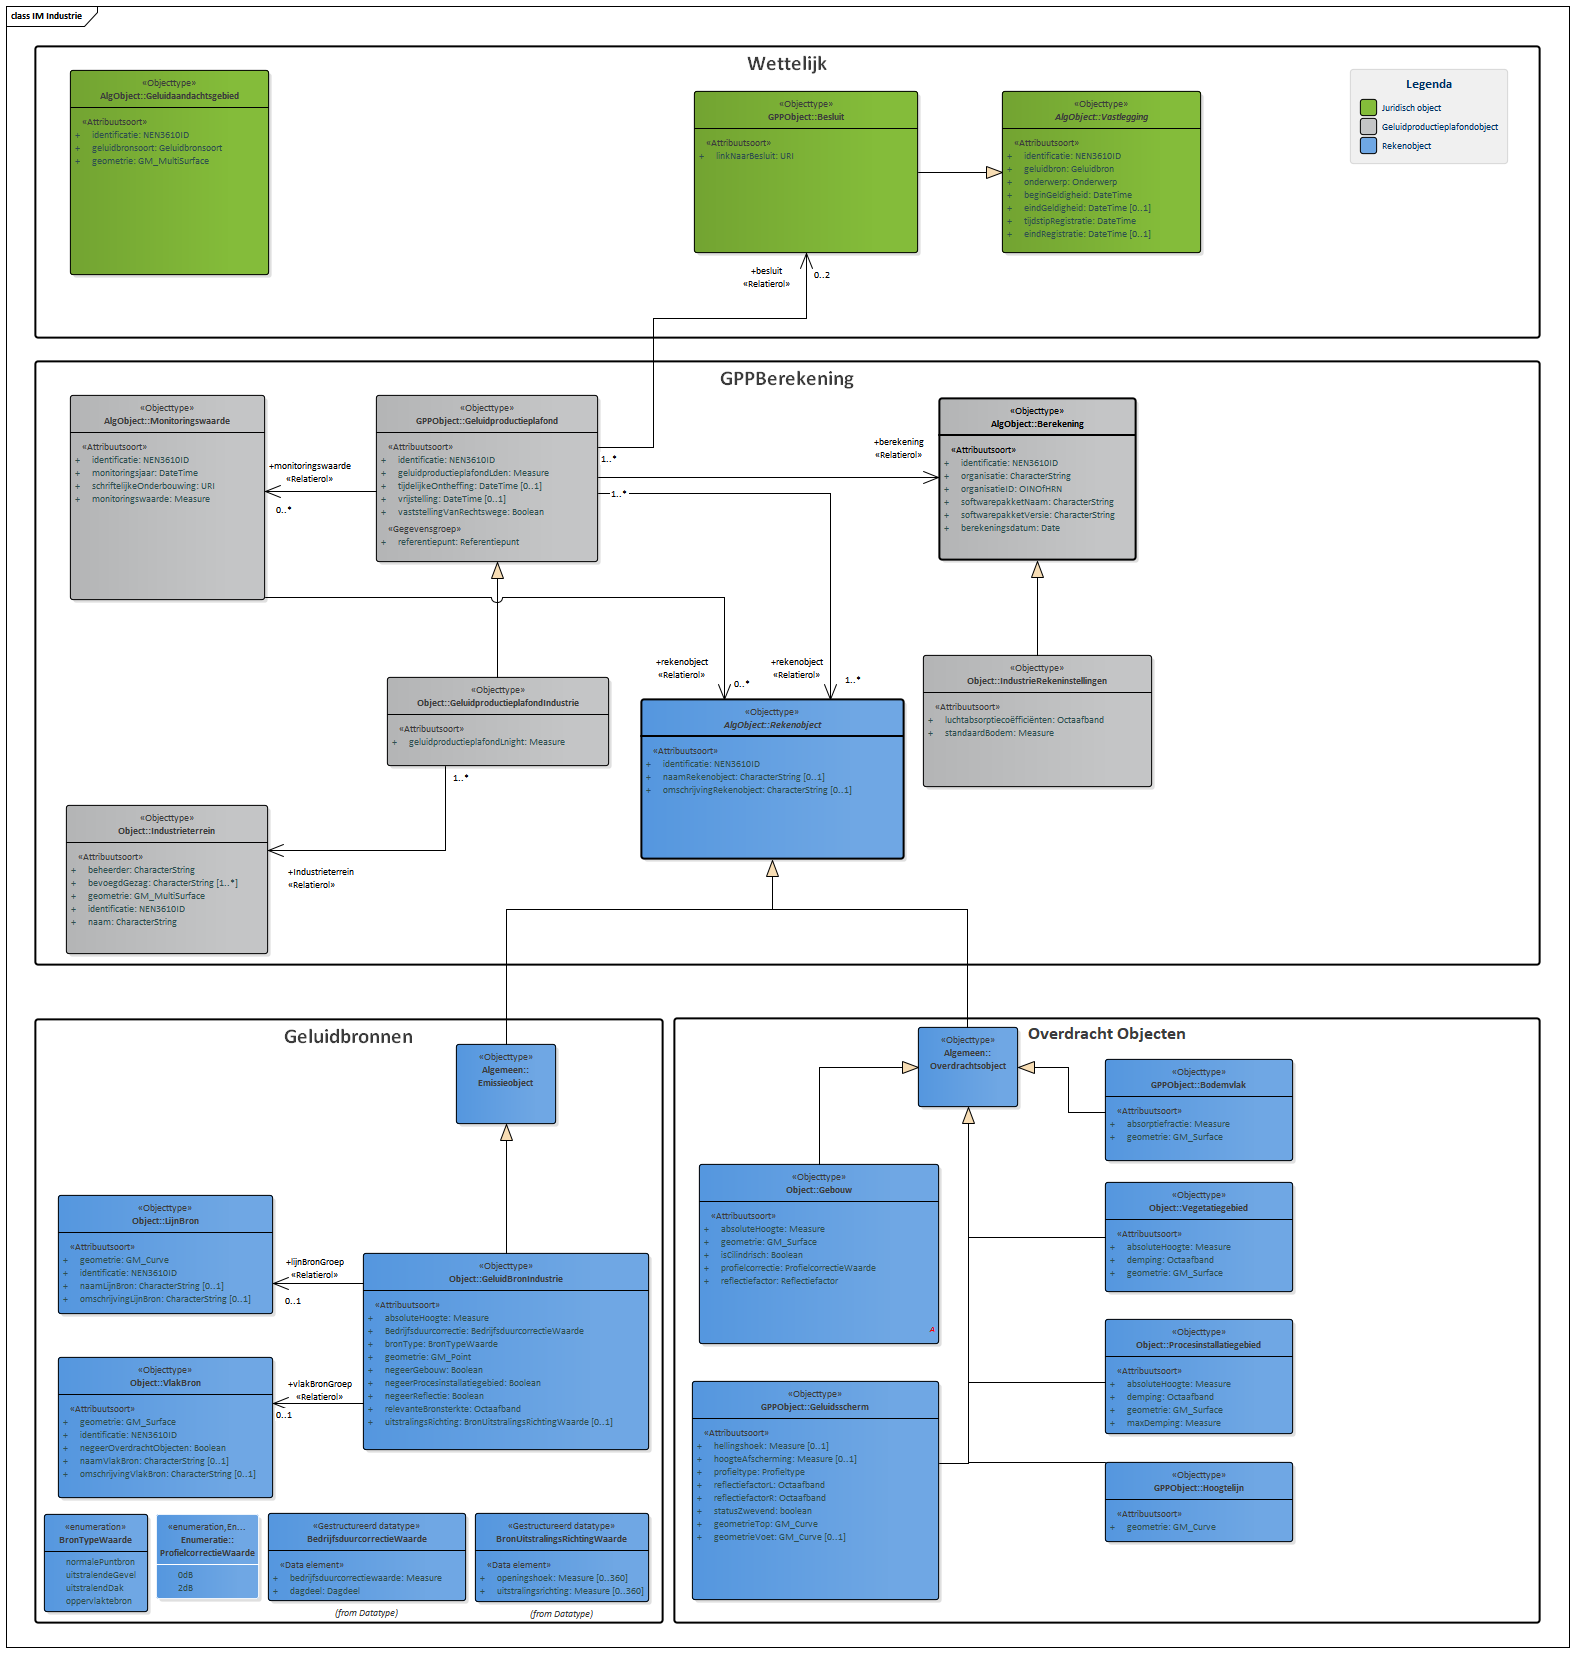 class IM Industrie
Wettelijk
«Objecttype»
AlgObject::Geluidaandachtsgebied
«Attribuutsoort»
+ identificatie: NEN3610ID
+ geluidbronsoort: Geluidbronsoort
+ geometrie: GM_MultiSurface
«Objecttype»
GPPObject::Besluit
«Attribuutsoort»
+ linkNaarBesluit: URI
«Objecttype»
AlgObject::Vastlegging
«Attribuutsoort»
+ identificatie: NEN3610ID
+ geluidbron: Geluidbron
+ onderwerp: Onderwerp
+ beginGeldigheid: DateTime
+ eindGeldigheid: DateTime [0..1]
+ tijdstipRegistratie: DateTime
+ eindRegistratie: DateTime [0..1]
Legenda
Juridisch object
Geluidproductieplafondobject
Rekenobject
+besluit
«Relatierol»
0..2
GPPBerekening
«Objecttype»
AlgObject::Monitoringswaarde
«Attribuutsoort»
+ identificatie: NEN3610ID
+ monitoringsjaar: DateTime
+ schriftelijkeOnderbouwing: URI
+ monitoringswaarde: Measure
+monitoringswaarde
«Relatierol»
0..*
«Objecttype»
GPPObject::Geluidproductieplafond
«Attribuutsoort»
+ identificatie: NEN3610ID
+ geluidproductieplafondLden: Measure
+ tijdelijkeOntheffing: DateTime [0..1]
+ vrijstelling: DateTime [0..1]
+ vaststellingVanRechtswege: Boolean
«Gegevensgroep»
+ referentiepunt: Referentiepunt
1..*
1..*
+berekening
«Relatierol»
«Objecttype»
AlgObject::Berekening
«Attribuutsoort»
+ identificatie: NEN3610ID
+ organisatie: CharacterString
+ organisatieID: OINOfHRN
+ softwarepakketNaam: CharacterString
+ softwarepakketVersie: CharacterString
+ berekeningsdatum: Date
+rekenobject
«Relatierol»
0..*
+rekenobject
«Relatierol»
1..*
«Objecttype»
Object::GeluidproductieplafondIndustrie
«Attribuutsoort»
+ geluidproductieplafondLnight: Measure
1..*
«Objecttype»
AlgObject::Rekenobject
«Attribuutsoort»
+ identificatie: NEN3610ID
+ naamRekenobject: CharacterString [0..1]
+ omschrijvingRekenobject: CharacterString [0..1]
«Objecttype»
Object::IndustrieRekeninstellingen
«Attribuutsoort»
+ luchtabsorptiecoëfficiënten: Octaafband
+ standaardBodem: Measure
«Objecttype»
Object::Industrieterrein
«Attribuutsoort»
+ beheerder: CharacterString
+ bevoegdGezag: CharacterString [1..*]
+ geometrie: GM_MultiSurface
+ identificatie: NEN3610ID
+ naam: CharacterString
+Industrieterrein
«Relatierol»
Geluidbronnen
«Objecttype»
Algemeen::
Emissieobject
«Objecttype»
Object::LijnBron
«Attribuutsoort»
+ geometrie: GM_Curve
+ identificatie: NEN3610ID
+ naamLijnBron: CharacterString [0..1]
+ omschrijvingLijnBron: CharacterString [0..1]
+lijnBronGroep
«Relatierol»
0..1
«Objecttype»
Object::GeluidBronIndustrie
«Attribuutsoort»
+ absoluteHoogte: Measure
+ Bedrijfsduurcorrectie: BedrijfsduurcorrectieWaarde
+ bronType: BronTypeWaarde
+ geometrie: GM_Point
+ negeerGebouw: Boolean
+ negeerProcesinstallatiegebied: Boolean
+ negeerReflectie: Boolean
+ relevanteBronsterkte: Octaafband
+ uitstralingsRichting: BronUitstralingsRichtingWaarde [0..1]
«Objecttype»
Object::VlakBron
«Attribuutsoort»
+ geometrie: GM_Surface
+ identificatie: NEN3610ID
+ negeerOverdrachtObjecten: Boolean
+ naamVlakBron: CharacterString [0..1]
+ omschrijvingVlakBron: CharacterString [0..1]
+vlakBronGroep
«Relatierol»
0..1
«enumeration»
BronTypeWaarde
normalePuntbron
uitstralendeGevel
uitstralendDak
oppervlaktebron
«enumeration,En...
Enumeratie::
ProfielcorrectieWaarde
0dB
2dB
«Gestructureerd datatype»
BedrijfsduurcorrectieWaarde
«Data element»
+ bedrijfsduurcorrectiewaarde: Measure
+ dagdeel: Dagdeel
(from Datatype)
«Gestructureerd datatype»
BronUitstralingsRichtingWaarde
«Data element»
+ openingshoek: Measure [0..360]
+ uitstralingsrichting: Measure [0..360]
(from Datatype)
Overdracht Objecten
«Objecttype»
Algemeen::
Overdrachtsobject
«Objecttype»
GPPObject::Bodemvlak
«Attribuutsoort»
+ absorptiefractie: Measure
+ geometrie: GM_Surface
«Objecttype»
Object::Gebouw
«Attribuutsoort»
+ absoluteHoogte: Measure
+ geometrie: GM_Surface
+ isCilindrisch: Boolean
+ profielcorrectie: ProfielcorrectieWaarde
+ reflectiefactor: Reflectiefactor
A
«Objecttype»
Object::Vegetatiegebied
«Attribuutsoort»
+ absoluteHoogte: Measure
+ demping: Octaafband
+ geometrie: GM_Surface
«Objecttype»
Object::Procesinstallatiegebied
«Attribuutsoort»
+ absoluteHoogte: Measure
+ demping: Octaafband
+ geometrie: GM_Surface
+ maxDemping: Measure
«Objecttype»
GPPObject::Geluidsscherm
«Attribuutsoort»
+ hellingshoek: Measure [0..1]
+ hoogteAfscherming: Measure [0..1]
+ profieltype: Profieltype
+ reflectiefactorL: Octaafband
+ reflectiefactorR: Octaafband
+ statusZwevend: boolean
+ geometrieTop: GM_Curve
+ geometrieVoet: GM_Curve [0..1]
«Objecttype»
GPPObject::Hoogtelijn
«Attribuutsoort»
+ geometrie: GM_Curve